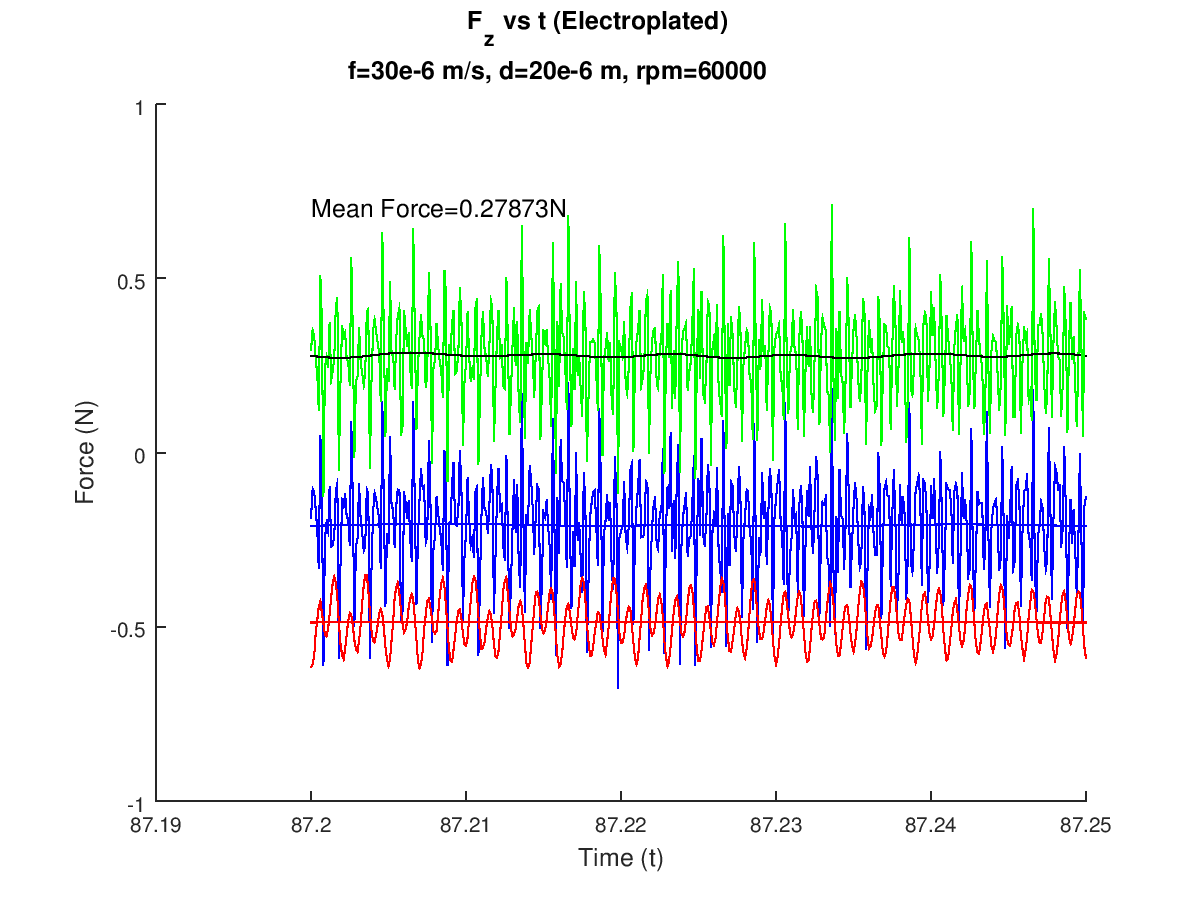 F_z vs t (Electroplated)
f=30e-6 m/s, d=20e-6 m, rpm=60000
1
Mean Force=0.27873N
0.5
Force (N)
0
-0.5
-1
87.19 87.2 87.21 87.22 87.23 87.24 87.25
Time (t)